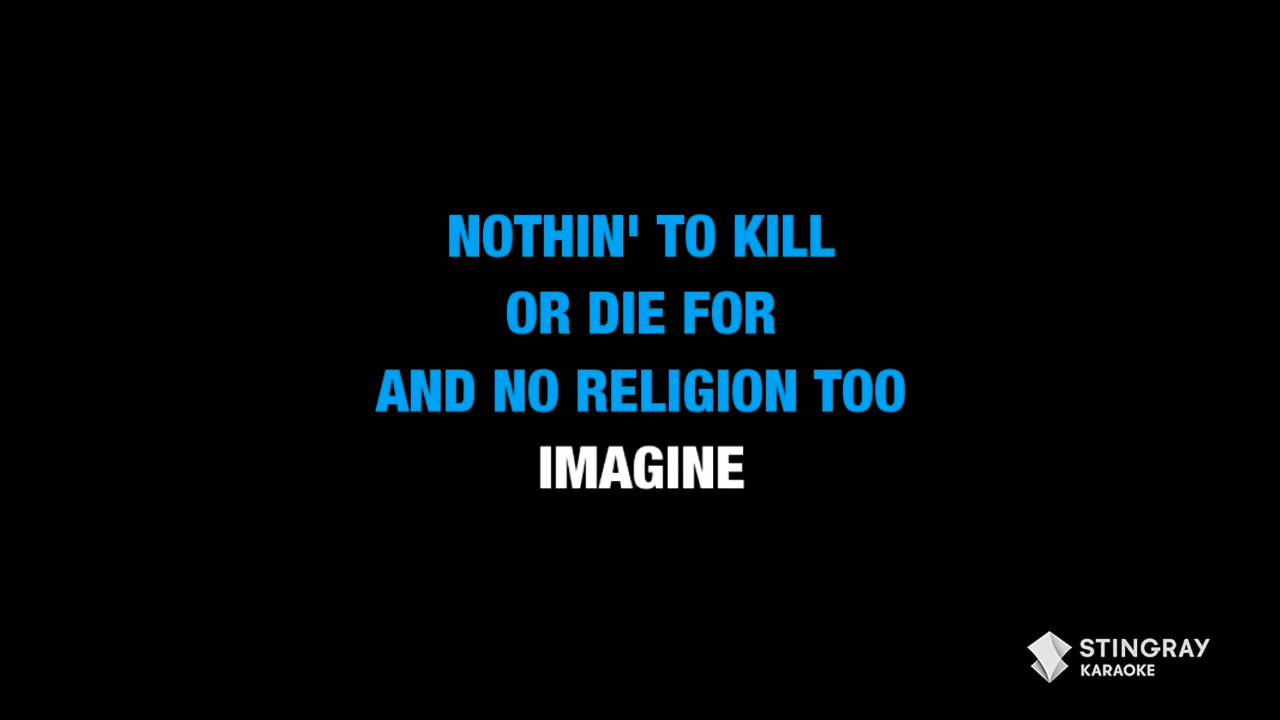 NOTHIN' TO KILL
OR DIE FOR
AND NO RELIGION TOO
IMAGINE
STINGRAY
KARAOKE